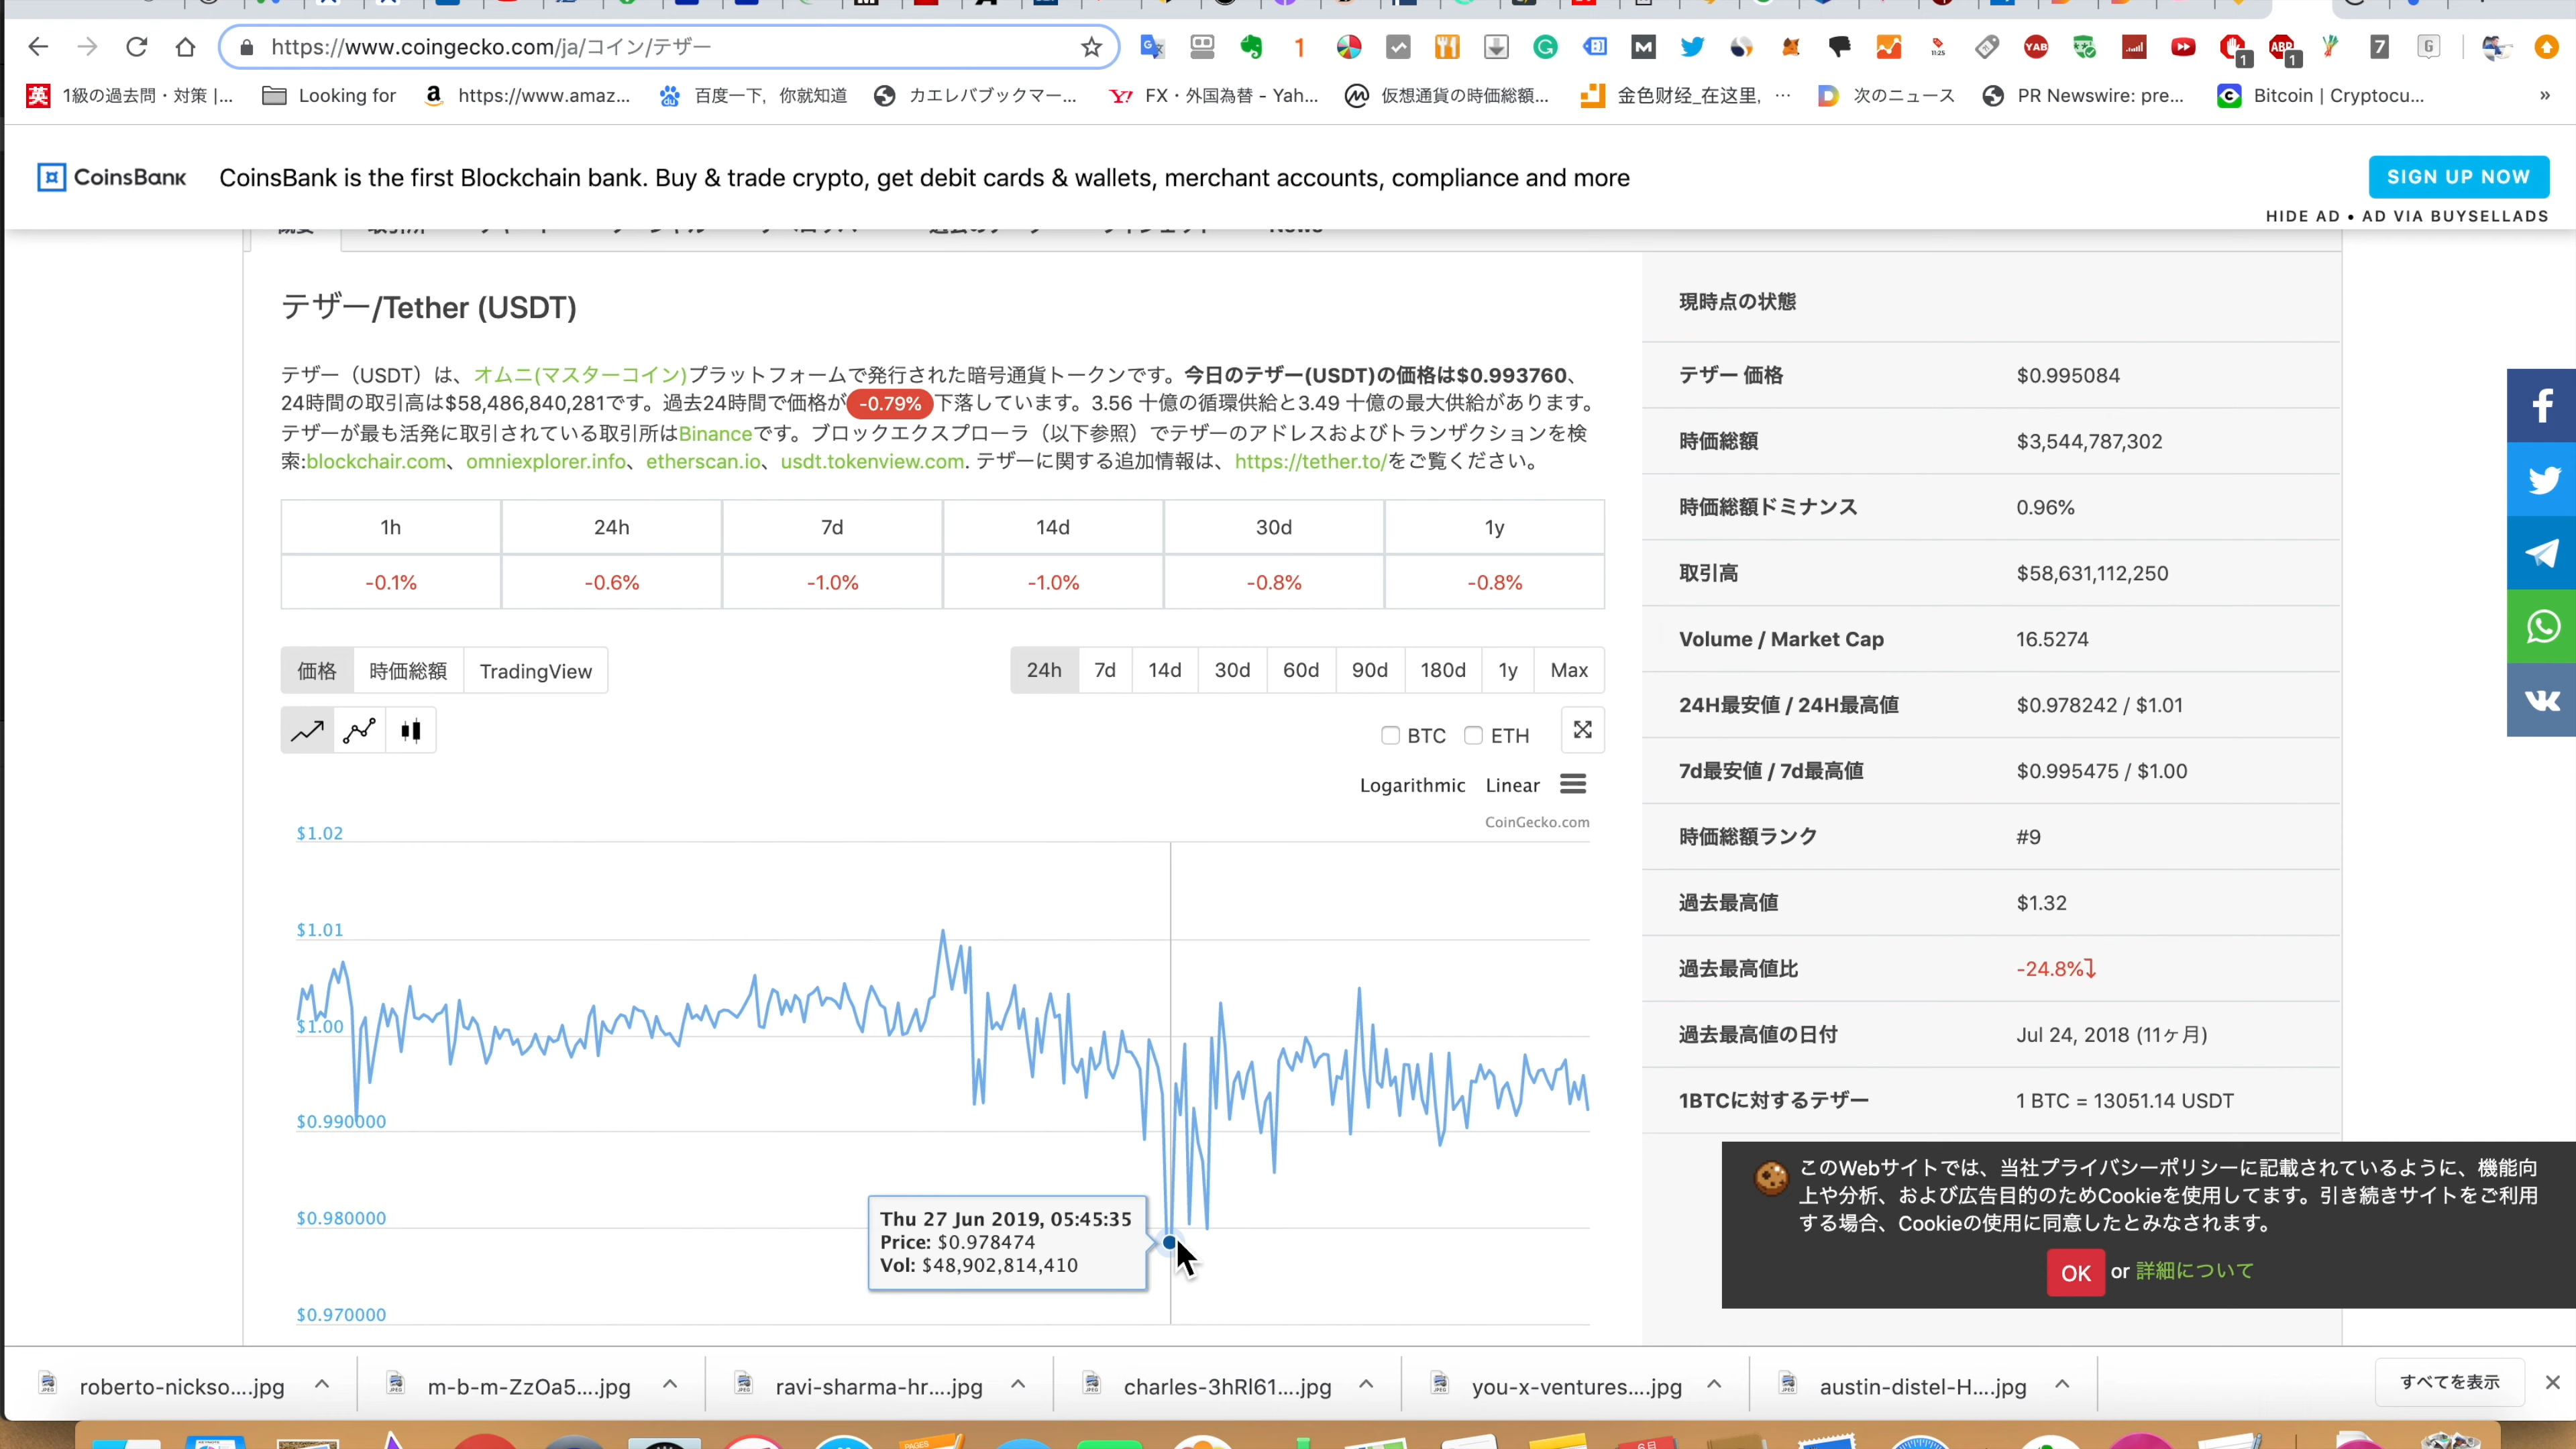 https://www.coingecko.com/ja/コイン/テザー
1級の過去問・対策 |...
Looking for
https://www.amaz...
百度一下，你就知道
カエレバブックマー...
FX・外国為替 - Yah...
仮想通貨の時価総額...
金色财经_在这里, ...
次のニュース
PR Newswire: pre...
Bitcoin | Cryptocu...
»
CoinsBank
CoinsBank is the first Blockchain bank. Buy & trade crypto, get debit cards & wallets, merchant accounts, compliance and more
SIGN UP NOW
HIDE AD • AD VIA BUYSELLADS
テザー/Tether (USDT)
テザー（USDT）は、オムニ(マスターコイン)プラットフォームで発行された暗号通貨トークンです。今日のテザー(USDT)の価格は$0.993760、
24時間の取引高は$58,486,840,281です。過去24時間で価格が -0.79% 下落しています。3.56 十億の循環供給と3.49 十億の最大供給があります。
テザーが最も活発に取引されている取引所はBinanceです。ブロックエクスプローラ（以下参照）でテザーのアドレスおよびトランザクションを検
索:blockchair.com、omniexplorer.info、etherscan.io、usdt.tokenview.com. テザーに関する追加情報は、https://tether.to/をご覧ください。
1h 24h 7d 14d 30d 1y
-0.1% -0.6% -1.0% -1.0% -0.8% -0.8%
価格 時価総額 TradingView
24h 7d 14d 30d 60d 90d 180d 1y Max
BTC ETH
Logarithmic Linear
CoinGecko.com
$1.02
$1.01
$1.00
$0.990000
$0.980000
$0.970000
Thu 27 Jun 2019, 05:45:35
Price: $0.978474
Vol: $48,902,814,410
現時点の状態
テザー 価格 $0.995084
時価総額 $3,544,787,302
時価総額ドミナンス 0.96%
取引高 $58,631,112,250
Volume / Market Cap 16.5274
24H最安値 / 24H最高値 $0.978242 / $1.01
7d最安値 / 7d最高値 $0.995475 / $1.00
時価総額ランク #9
過去最高値 $1.32
過去最高値比 -24.8%
過去最高値の日付 Jul 24, 2018 (11ヶ月)
1BTCに対するテザー 1 BTC = 13051.14 USDT
このWebサイトでは、当社プライバシーポリシーに記載されているように、機能向
上や分析、および広告目的のためCookieを使用してます。引き続きサイトをご利用
する場合、Cookieの使用に同意したとみなされます。
OK or 詳細について
roberto-nickso....jpg
m-b-m-ZzOa5....jpg
ravi-sharma-hr....jpg
charles-3hRl61....jpg
you-x-ventures....jpg
austin-distel-H....jpg
すべてを表示